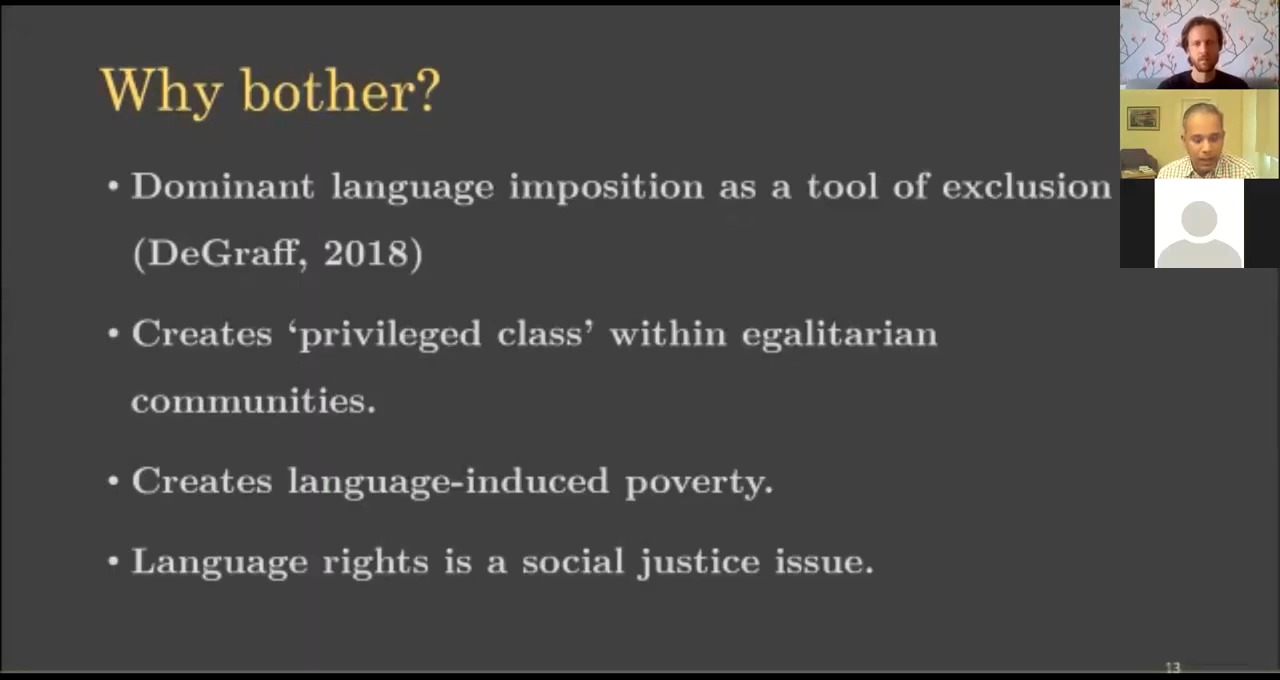 Why bother?
• Dominant language imposition as a tool of exclusion
(DeGraff, 2018)
• Creates ‘privileged class’ within egalitarian
communities.
• Creates language-induced poverty.
• Language rights is a social justice issue.
13